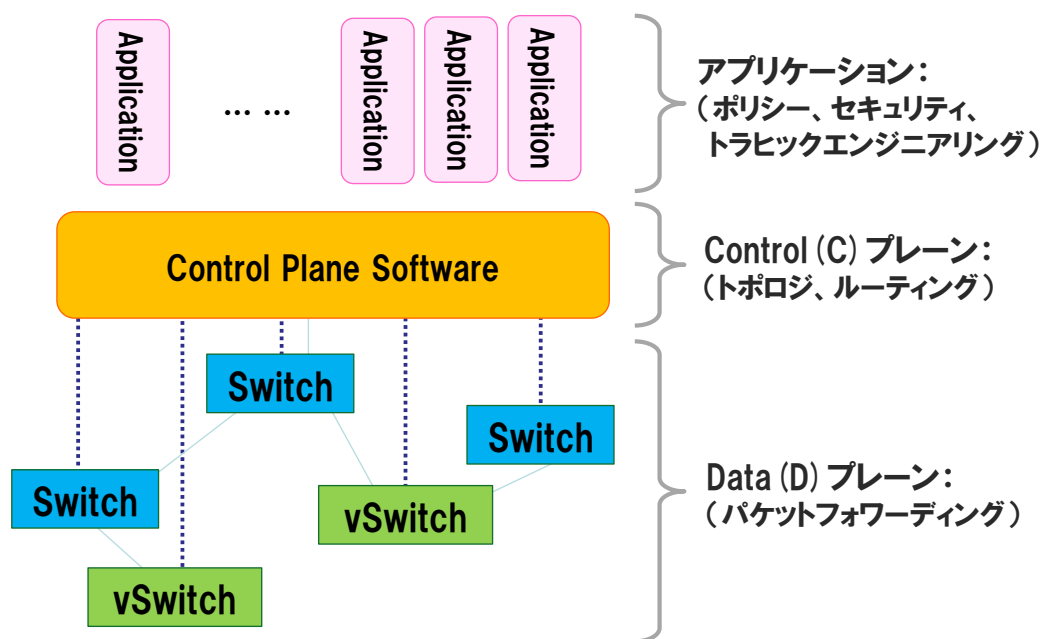 Application
... ...
Application
Application
Application
アプリケーション：
（ポリシー、セキュリティ、
トラヒックエンジニアリング）
Control Plane Software
Control (C) プレーン：
（トポロジ、ルーティング）
Switch
Switch
Switch
vSwitch
vSwitch
Data (D) プレーン：
（パケットフォワーディング）